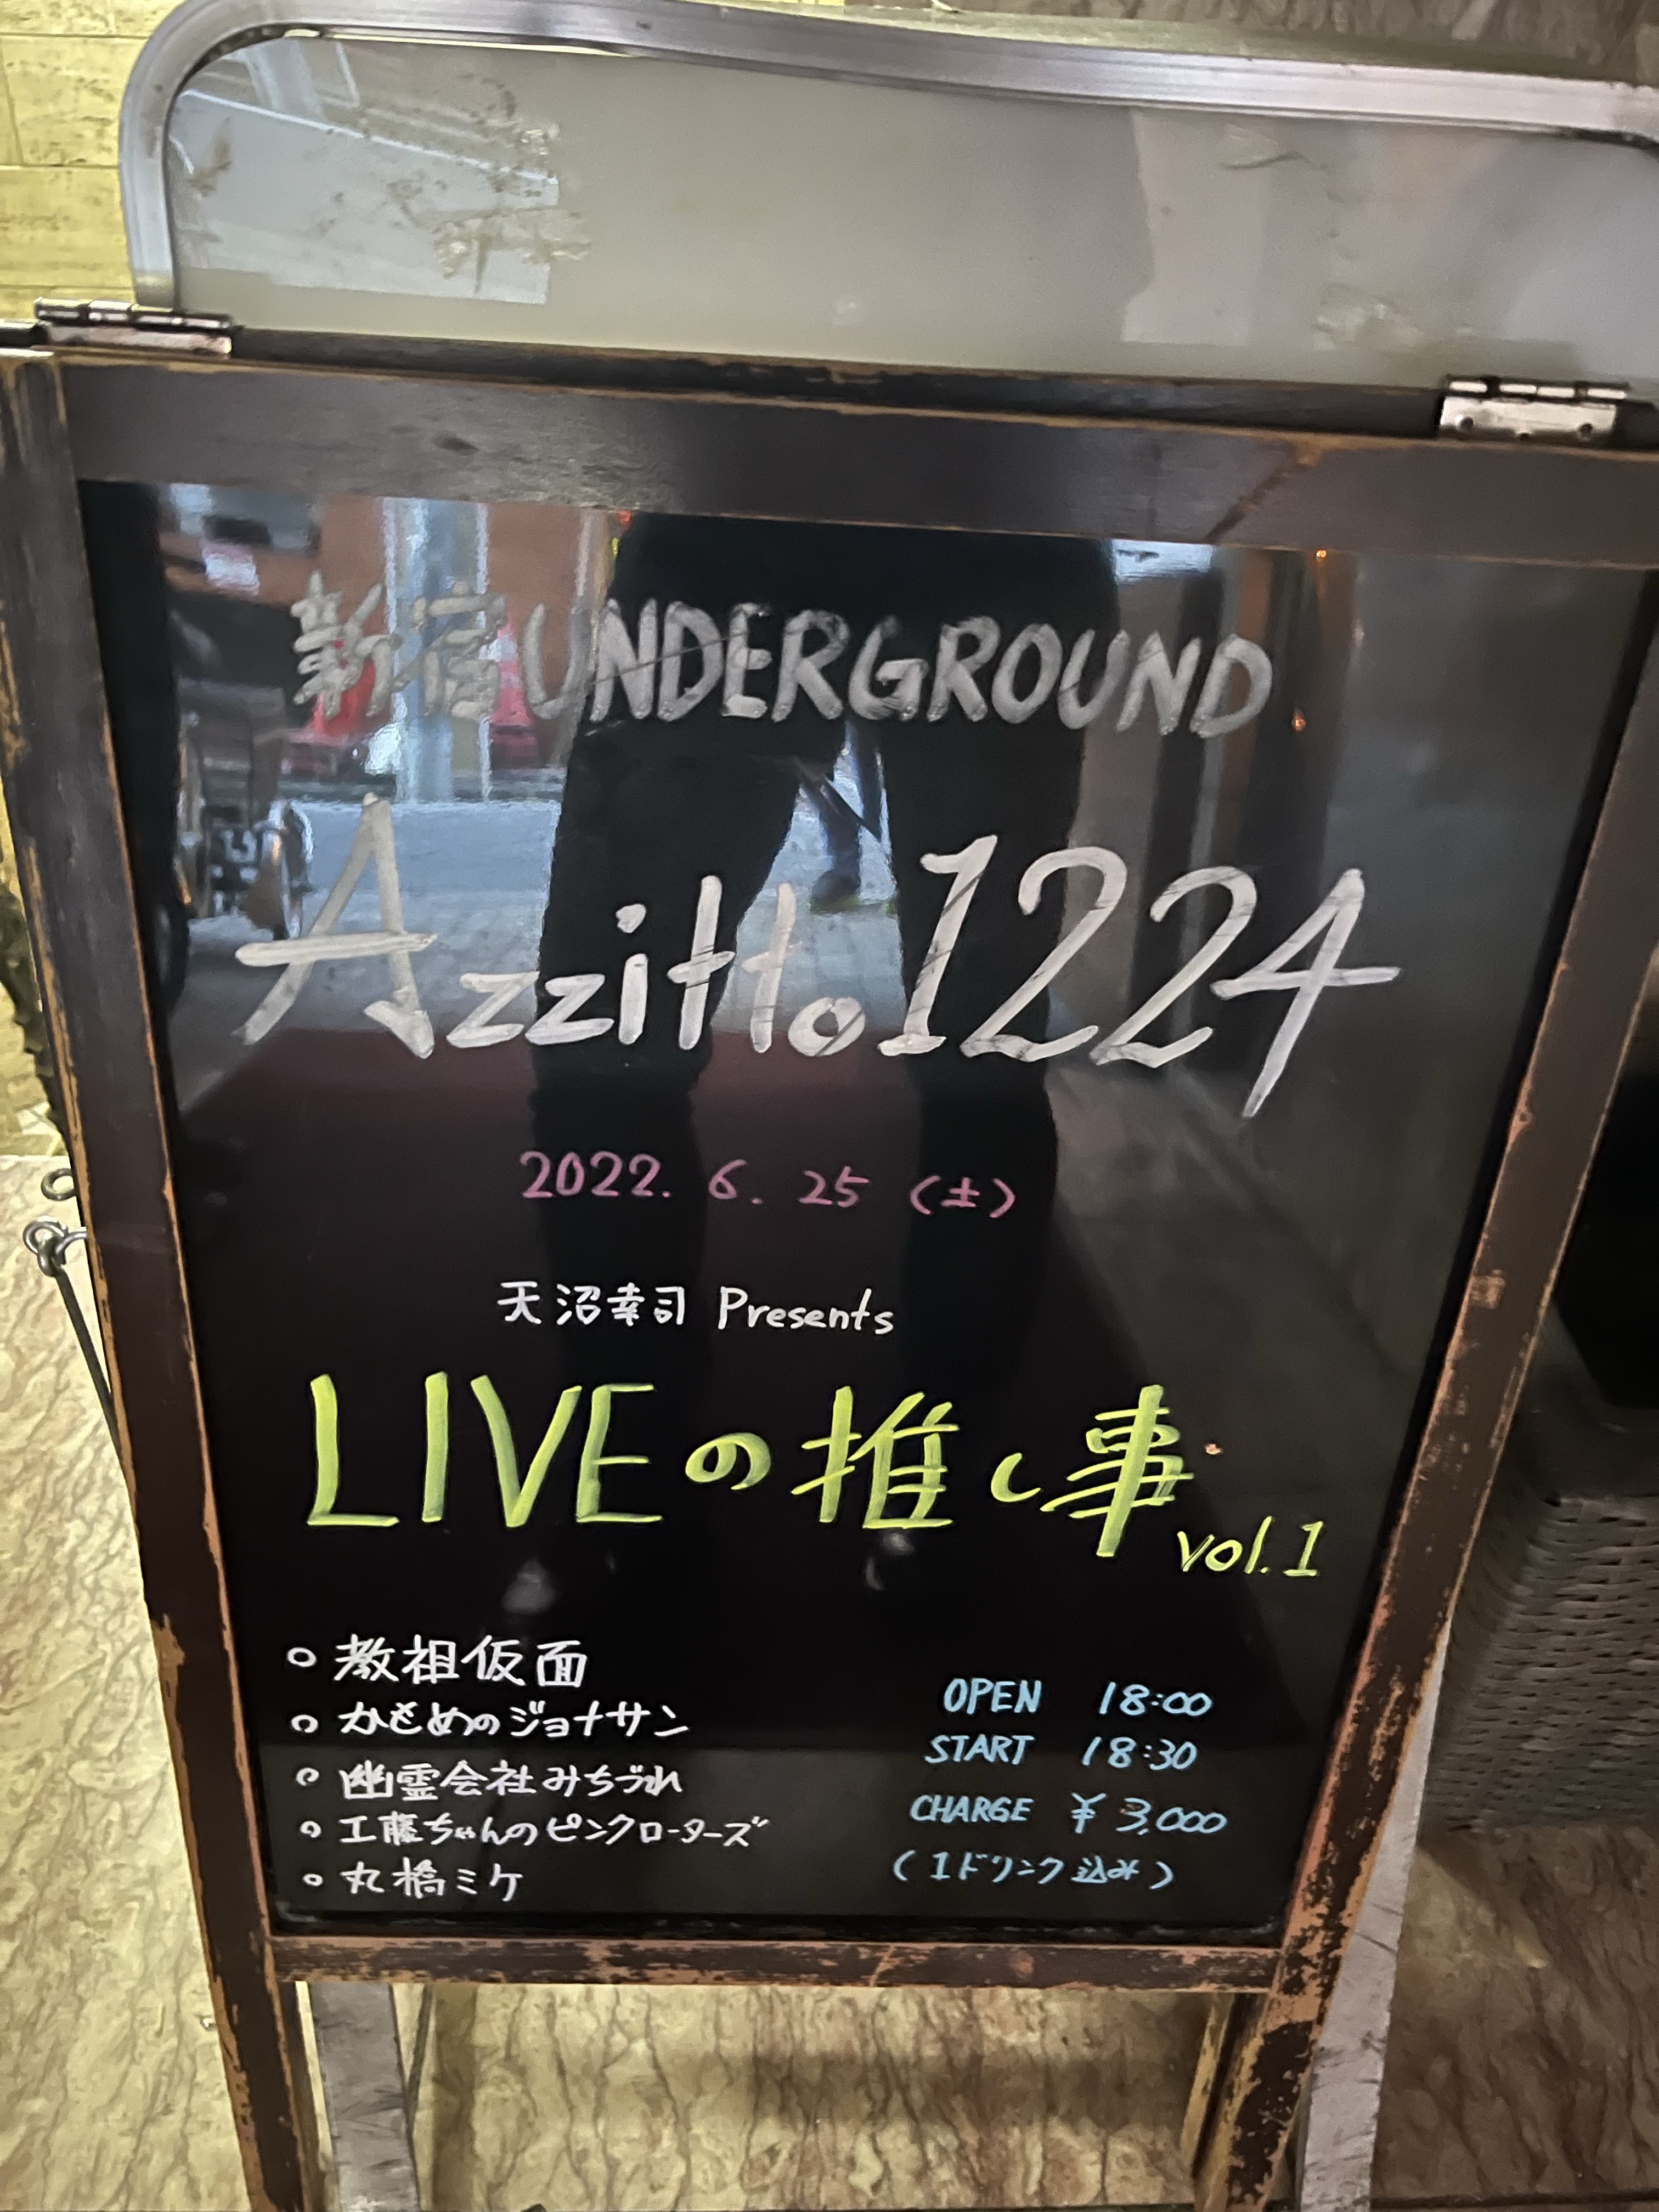 新宿UNDERGROUND
Azzitto1224
2022. 6. 25 (土)
天沼幸司 Presents
LIVEの推し事 vol.1
○ 教祖仮面
○ かもめのジョナサン
○ 幽霊会社みちづれ
○ 工藤ちゃんのピンクローターズ
○ 丸橋ミケ
OPEN 18:00
START 18:30
CHARGE ¥3,000
(1ドリンク込み)